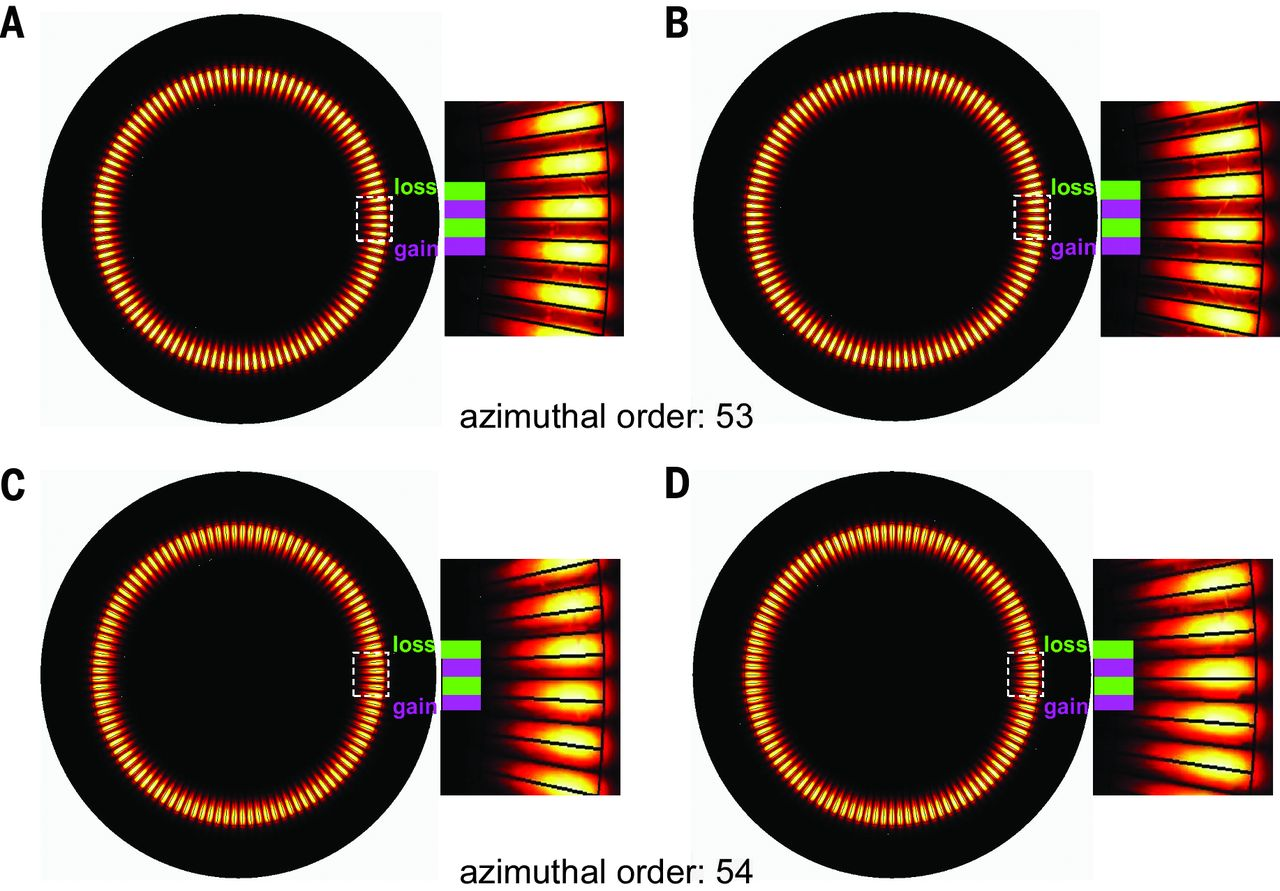 A
B
loss
gain
loss
gain
azimuthal order: 53
C
D
loss
gain
loss
gain
azimuthal order: 54